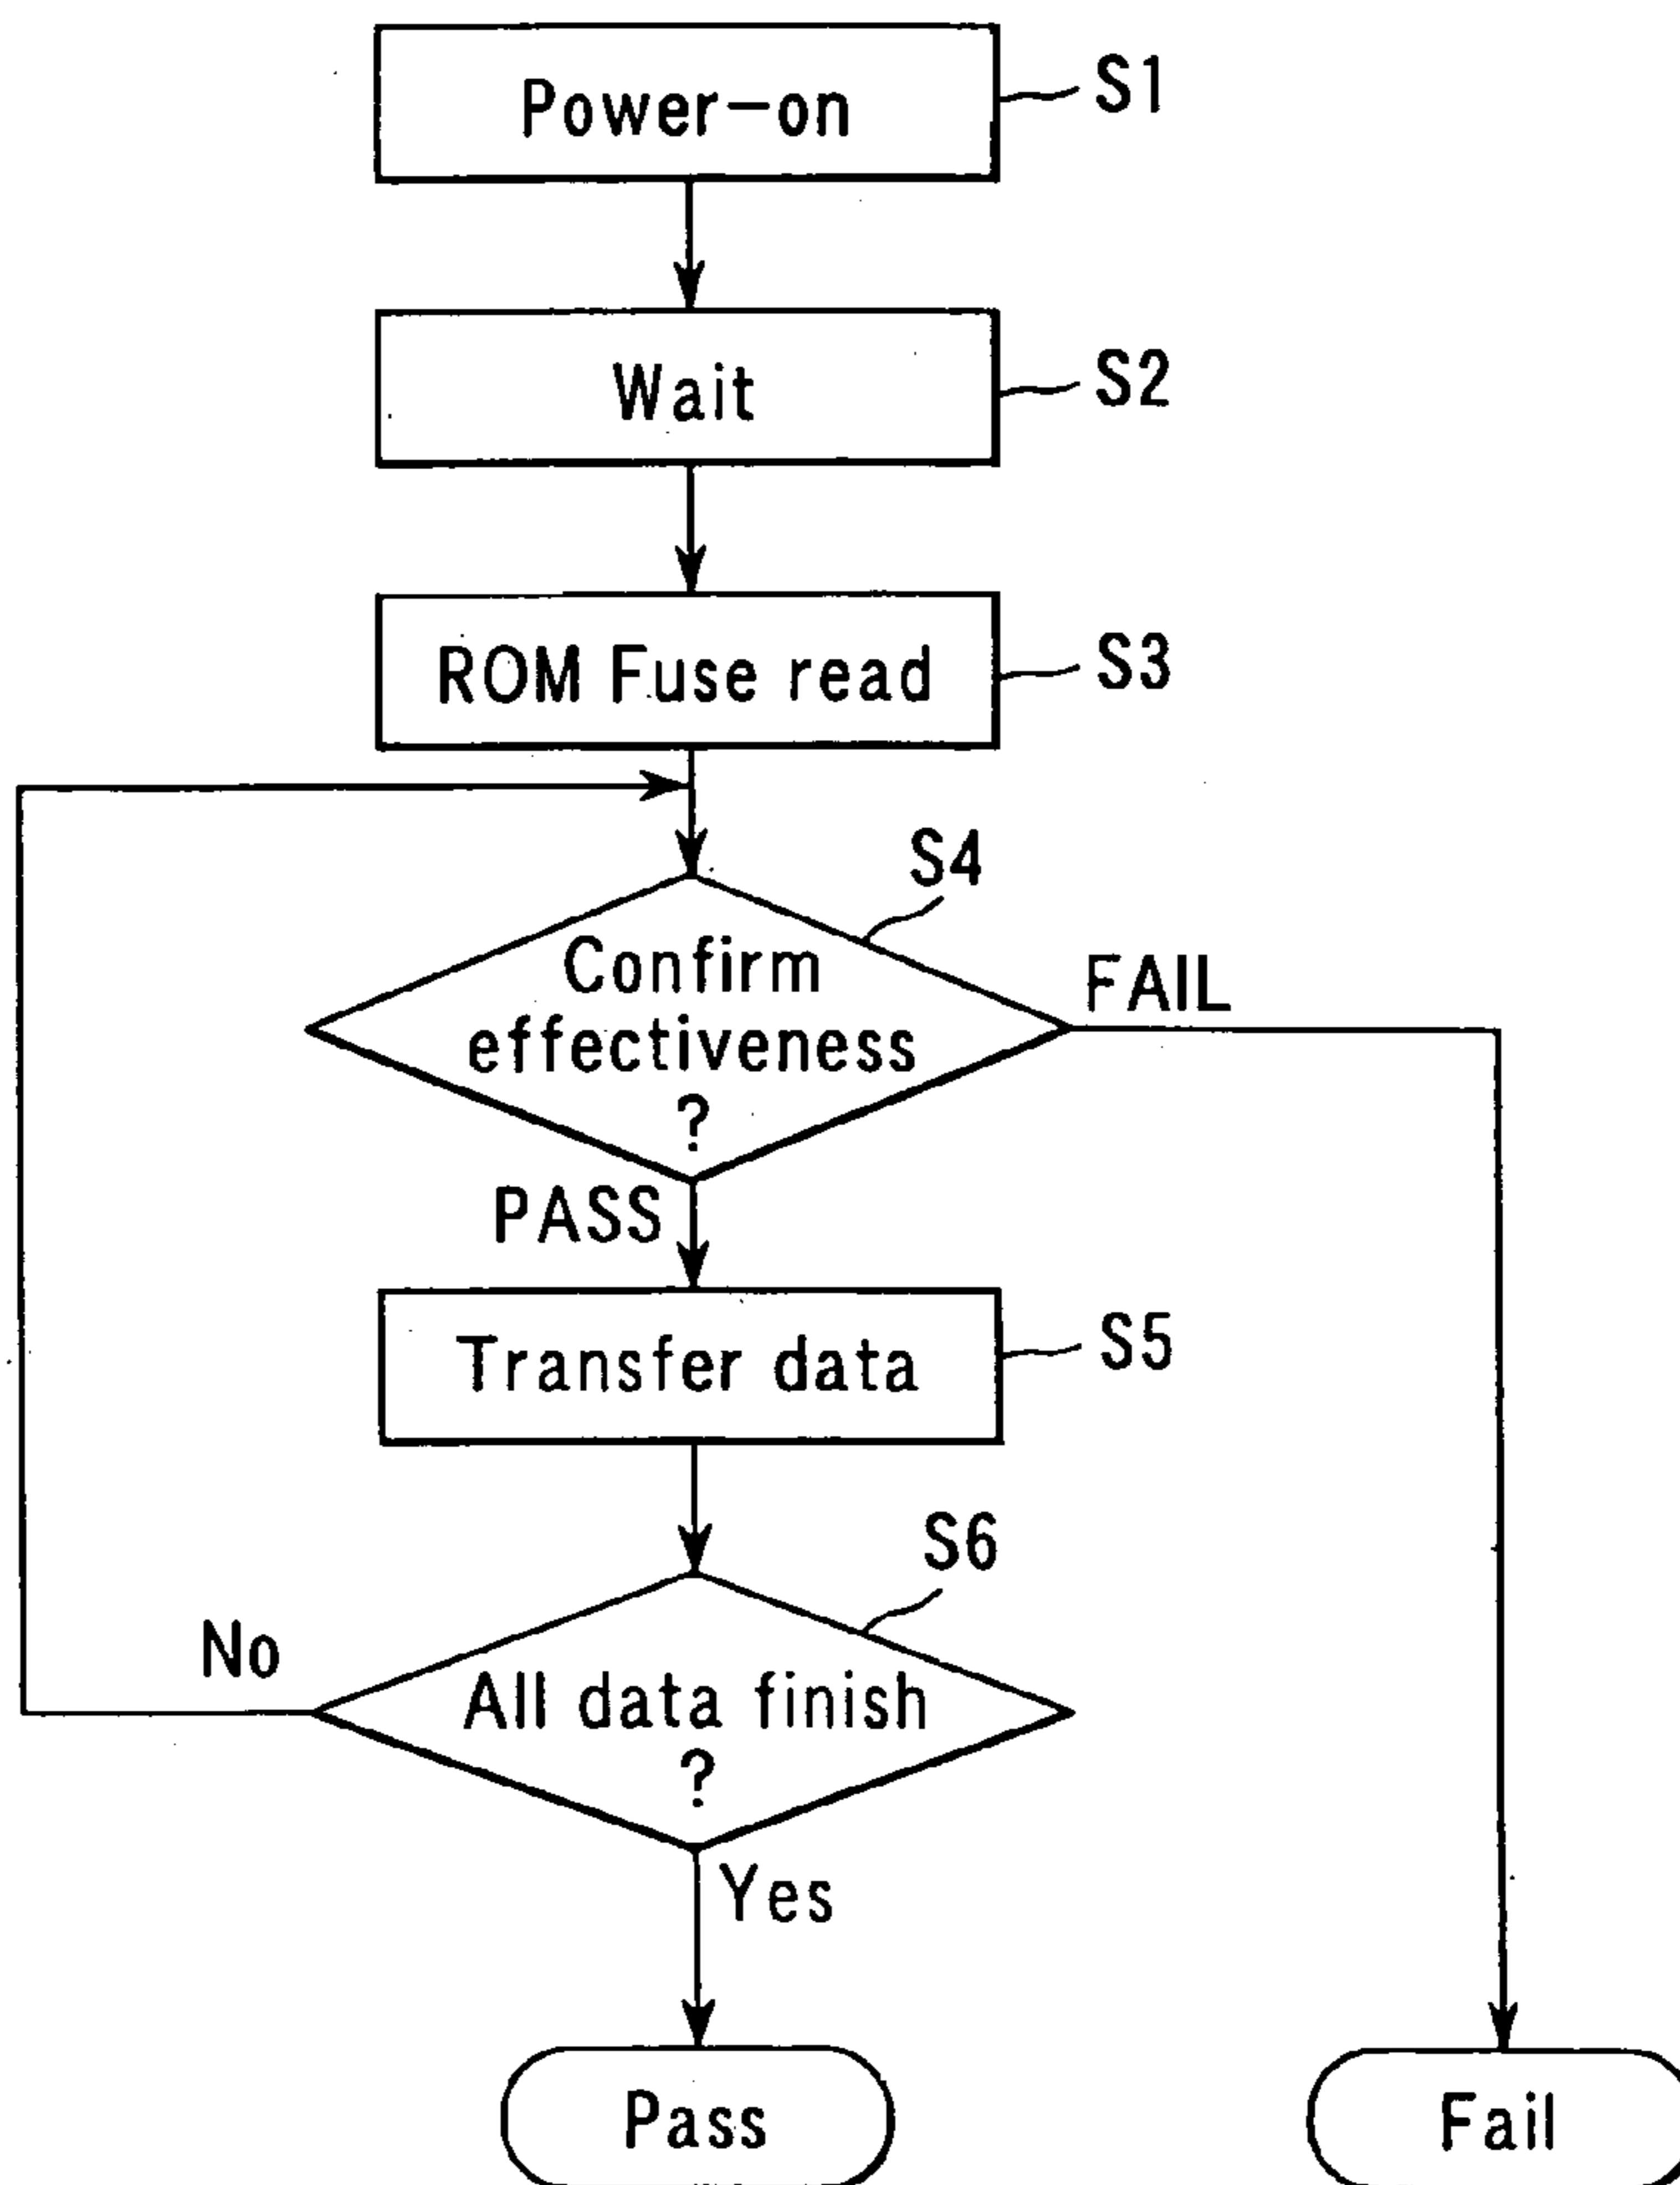 Power-on
S1
Wait
S2
ROM Fuse read
S3
S4
Confirm
effectiveness
?
FAIL
PASS
Transfer data
S5
S6
No
All data finish
?
Yes
Pass
Fail